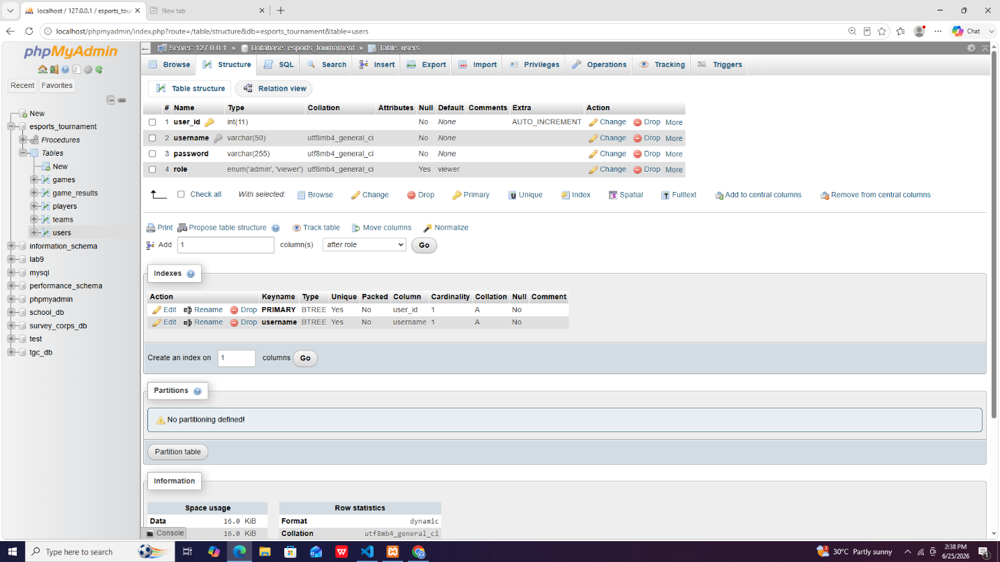 localhost / 127.0.0.1 / esports_tour
New tab
localhost/phpmyadmin/index.php?route=/table/structure&db=esports_tournament&table=users
Chat
phpMyAdmin
Recent Favorites
New
esports_tournament
Procedures
Tables
New
games
game_results
players
teams
users
information_schema
lab9
mysql
performance_schema
phpmyadmin
school_db
survey_corps_db
test
tgc_db
Server: 127.0.0.1 » Database: esports_tournament » Table: users
Browse Structure SQL Search Insert Export Import Privileges Operations Tracking Triggers
Table structure Relation view
# Name Type Collation Attributes Null Default Comments Extra Action
1 user_id int(11) No None AUTO_INCREMENT Change Drop More
2 username varchar(50) utf8mb4_general_ci No None Change Drop More
3 password varchar(255) utf8mb4_general_ci No None Change Drop More
4 role enum('admin', 'viewer') utf8mb4_general_ci Yes viewer Change Drop More
Check all With selected: Browse Change Drop Primary Unique Index Spatial Fulltext Add to central columns Remove from central columns
Print Propose table structure Track table Move columns Normalize
Add 1 column(s) after role Go
Indexes
Action Keyname Type Unique Packed Column Cardinality Collation Null Comment
Edit Rename Drop PRIMARY BTREE Yes No user_id 1 A No
Edit Rename Drop username BTREE Yes No username 1 A No
Create an index on 1 columns Go
Partitions
No partitioning defined!
Partition table
Information
Space usage Row statistics
Data 16.0 KiB Format dynamic
16.0 KiB Collation utf8mb4_general_ci
Console
Type here to search
30°C Partly sunny
2:38 PM
6/25/2026
1